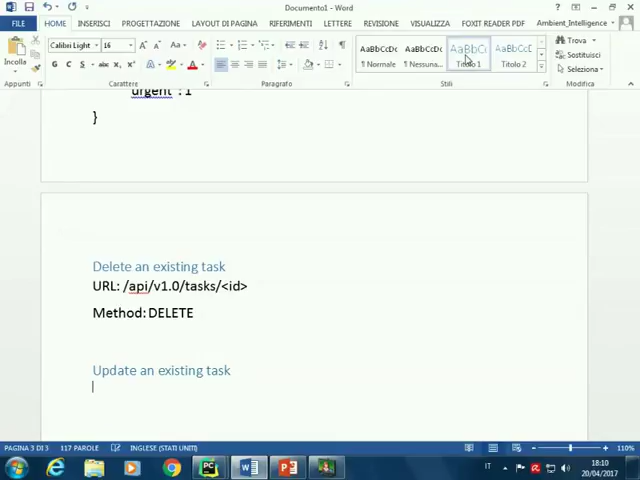 Documento1 - Word
FILE HOME INSERISCI PROGETTAZIONE LAYOUT DI PAGINA RIFERIMENTI LETTERE REVISIONE VISUALIZZA FOXIT READER PDF Ambient_Intelligence
Incolla
Calibri Light 16
G C S abc
AaBbCcDc AaBbCcDc AaBbC AaBbCcD
¶ Normale ¶ Nessuna... Titolo 1 Titolo 2
Trova
Sostituisci
Seleziona
Appunti Carattere Paragrafo Stili Modifica
urgent : 1
}
Delete an existing task
URL: /api/v1.0/tasks/<id>
Method: DELETE
Update an existing task
PAGINA 3 DI 3 117 PAROLE INGLESE (STATI UNITI) 110%
IT
18:10
20/04/2017